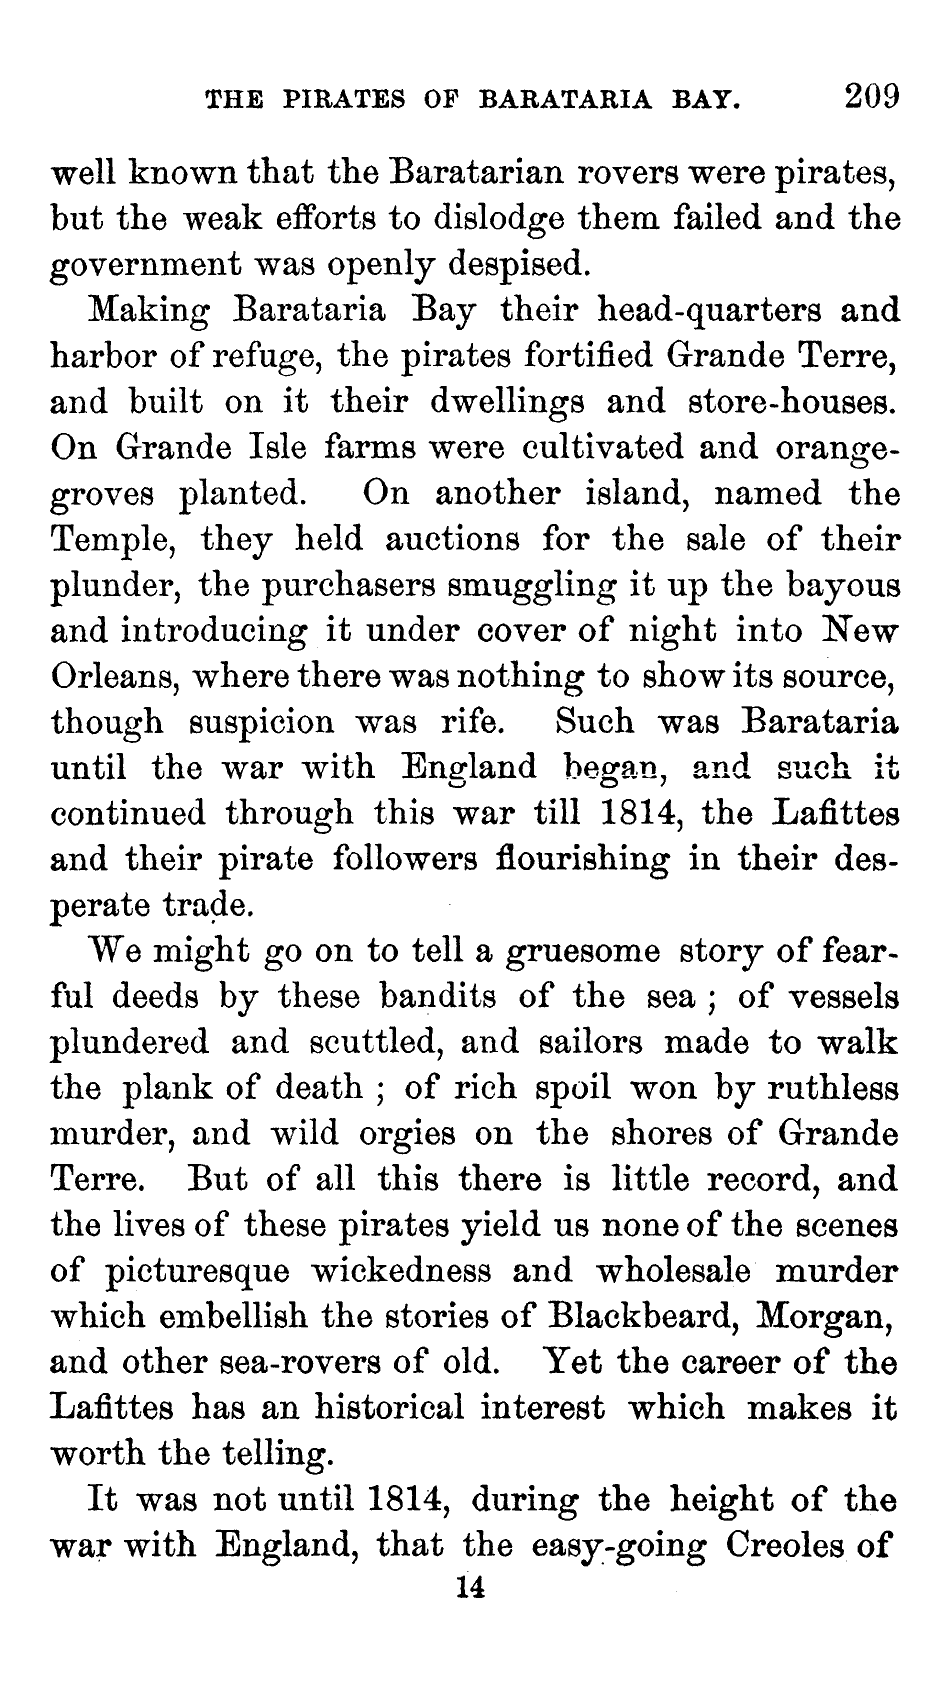 THE PIRATES OF BARATARIA BAY. 209
well known that the Baratarian rovers were pirates,
but the weak efforts to dislodge them failed and the
government was openly despised.
Making Barataria Bay their head-quarters and
harbor of refuge, the pirates fortified Grande Terre,
and built on it their dwellings and store-houses.
On Grande Isle farms were cultivated and orange-
groves planted. On another island, named the
Temple, they held auctions for the sale of their
plunder, the purchasers smuggling it up the bayous
and introducing it under cover of night into New
Orleans, where there was nothing to show its source,
though suspicion was rife. Such was Barataria
until the war with England began, and such it
continued through this war till 1814, the Lafittes
and their pirate followers flourishing in their des-
perate trade.
We might go on to tell a gruesome story of fear-
ful deeds by these bandits of the sea ; of vessels
plundered and scuttled, and sailors made to walk
the plank of death ; of rich spoil won by ruthless
murder, and wild orgies on the shores of Grande
Terre. But of all this there is little record, and
the lives of these pirates yield us none of the scenes
of picturesque wickedness and wholesale murder
which embellish the stories of Blackbeard, Morgan,
and other sea-rovers of old. Yet the career of the
Lafittes has an historical interest which makes it
worth the telling.
It was not until 1814, during the height of the
war with England, that the easy-going Creoles of
14